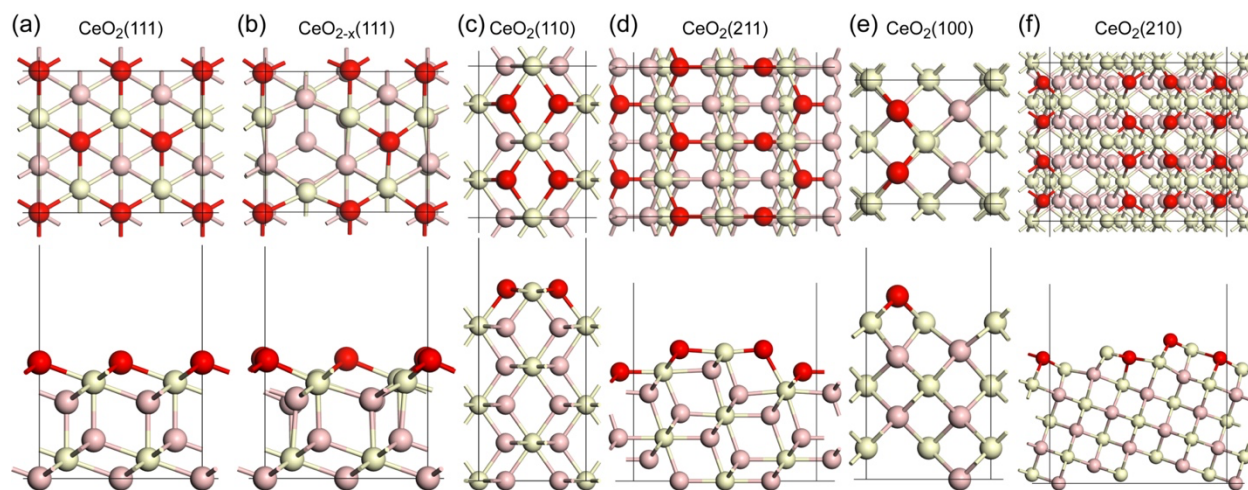 (a) CeO2(111)
(b) CeO2-x(111)
(c) CeO2(110)
(d) CeO2(211)
(e) CeO2(100)
(f) CeO2(210)